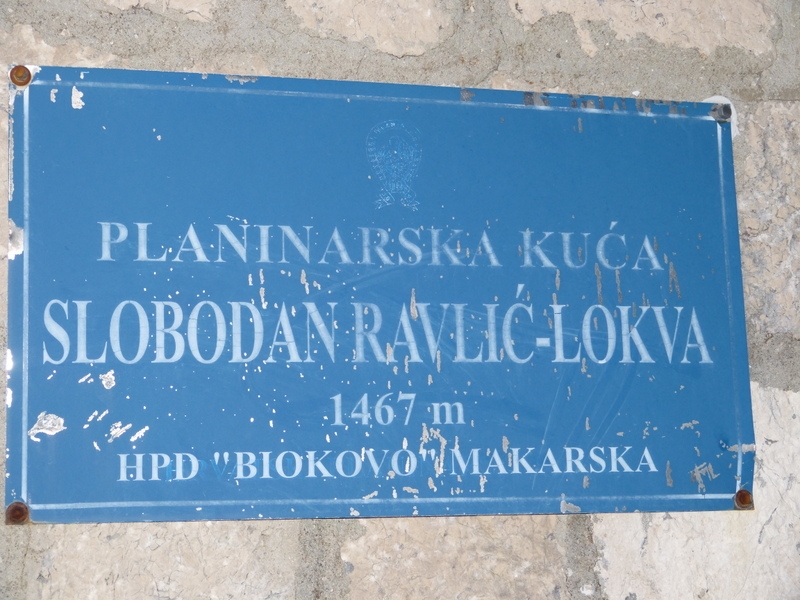 PLANINARSKA KUĆA
SLOBODAN RAVLIĆ-LOKVA
1467 m
HPD "BIOKOVO" MAKARSKA